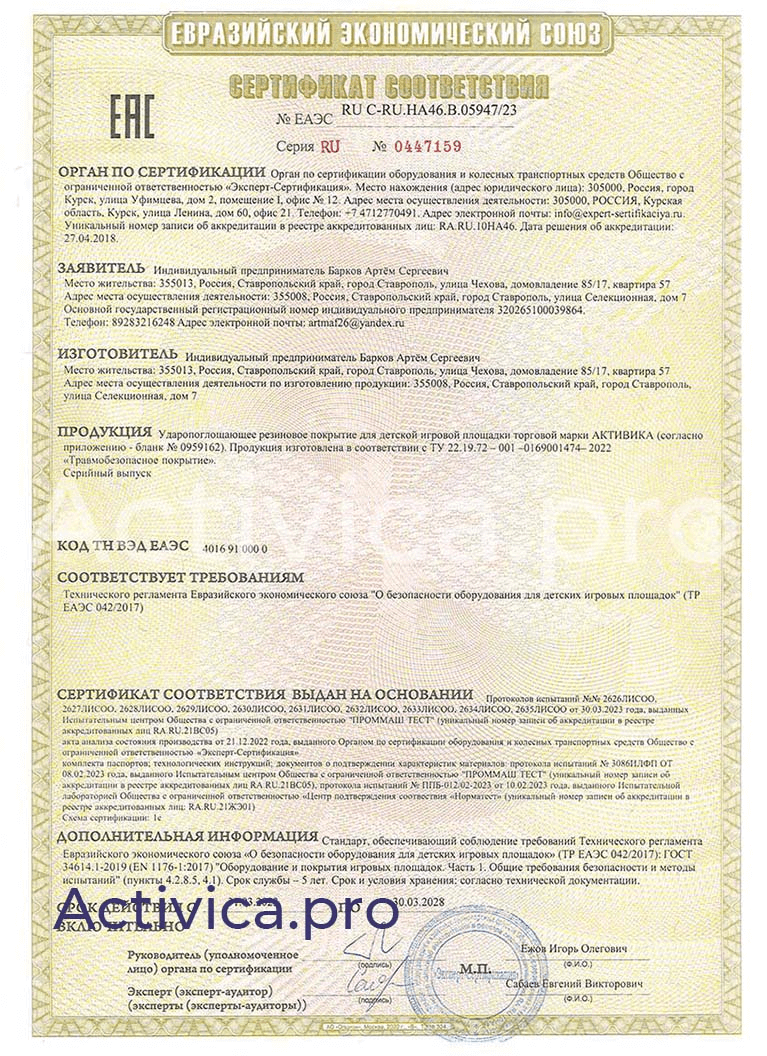 ЕВРАЗИЙСКИЙ ЭКОНОМИЧЕСКИЙ СОЮЗ
СЕРТИФИКАТ СООТВЕТСТВИЯ
ЕАС
№ ЕАЭС RU C-RU.НА46.В.05947/23
Серия RU № 0447159
ОРГАН ПО СЕРТИФИКАЦИИ Орган по сертификации оборудования и колесных транспортных средств Общество с
ограниченной ответственностью «Эксперт-Сертификация». Место нахождения (адрес юридического лица): 305000, Россия, город
Курск, улица Уфимцева, дом 2, помещение I, офис № 12. Адрес места осуществления деятельности: 305000, РОССИЯ, Курская
область, Курск, улица Ленина, дом 60, офис 21. Телефон: +7 4712770491. Адрес электронной почты: info@expert-sertifikaciya.ru.
Уникальный номер записи об аккредитации в реестре аккредитованных лиц: RA.RU.10НА46. Дата решения об аккредитации:
27.04.2018.
ЗАЯВИТЕЛЬ Индивидуальный предприниматель Барков Артём Сергеевич
Место жительства: 355013, Россия, Ставропольский край, город Ставрополь, улица Чехова, домовладение 85/17, квартира 57
Адрес места осуществления деятельности: 355008, Россия, Ставропольский край, город Ставрополь, улица Селекционная, дом 7
Основной государственный регистрационный номер индивидуального предпринимателя 320265100039864.
Телефон: 89283216248 Адрес электронной почты: artmaf26@yandex.ru
ИЗГОТОВИТЕЛЬ Индивидуальный предприниматель Барков Артём Сергеевич
Место жительства: 355013, Россия, Ставропольский край, город Ставрополь, улица Чехова, домовладение 85/17, квартира 57
Адрес места осуществления деятельности по изготовлению продукции: 355008, Россия, Ставропольский край, город Ставрополь,
улица Селекционная, дом 7
ПРОДУКЦИЯ Ударопоглощающее резиновое покрытие для детской игровой площадки торговой марки АКТИВИКА (согласно
приложению - бланк № 0959162). Продукция изготовлена в соответствии с ТУ 22.19.72 – 001 –0169001474– 2022
«Травмобезопасное покрытие».
Серийный выпуск
Activica.pro
КОД ТН ВЭД ЕАЭС 4016 91 000 0
СООТВЕТСТВУЕТ ТРЕБОВАНИЯМ
Технического регламента Евразийского экономического союза "О безопасности оборудования для детских игровых площадок" (ТР
ЕАЭС 042/2017)
СЕРТИФИКАТ СООТВЕТСТВИЯ ВЫДАН НА ОСНОВАНИИ Протоколов испытаний №№ 2626ЛИСОО,
2627ЛИСОО, 2628ЛИСОО, 2629ЛИСОО, 2630ЛИСОО, 2631ЛИСОО, 2632ЛИСОО, 2633ЛИСОО, 2634ЛИСОО, 2635ЛИСОО от 30.03.2023 года, выданных
Испытательным центром Общества с ограниченной ответственностью "ПРОММАШ ТЕСТ" (уникальный номер записи об аккредитации в реестре
аккредитованных лиц RA.RU.21ВС05)
акта анализа состояния производства от 21.12.2022 года, выданного Органом по сертификации оборудования и колесных транспортных средств Общество с
ограниченной ответственностью «Эксперт-Сертификация»
комплекта паспортов; технологических инструкций; документов о подтверждении характеристик материалов: протокола испытаний № 3086ИЛФП ОТ
08.02.2023 года, выданного Испытательным центром Общества с ограниченной ответственностью "ПРОММАШ ТЕСТ" (уникальный номер записи об
аккредитации в реестре аккредитованных лиц RA.RU.21ВС05), протокола испытаний № ППБ-012.02-2023 от 10.02.2023 года, выданного Испытательной
лабораторией Общества с ограниченной ответственностью «Центр подтверждения соотвествия «Норматест» (уникальный номер записи об аккредитации в
реестре аккредитованных лиц: RA.RU.21ЖЭ01)
Схема сертификации: 1с
ДОПОЛНИТЕЛЬНАЯ ИНФОРМАЦИЯ Стандарт, обеспечивающий соблюдение требований Технического регламента
Евразийского экономического союза «О безопасности оборудования для детских игровых площадок» (ТР ЕАЭС 042/2017): ГОСТ
34614.1-2019 (EN 1176-1:2017) "Оборудование и покрытия игровых площадок. Часть 1. Общие требования безопасности и методы
испытаний" (пункты 4.2.8.5, 4,1). Срок службы – 5 лет. Срок и условия хранения: согласно технической документации.
СРОК ДЕЙСТВИЯ С ПО 30.03.2028
Activica.pro
ВКЛЮЧИТЕЛЬНО
Руководитель (уполномоченное
лицо) органа по сертификации
(подпись)
М.П.
Ежов Игорь Олегович
(Ф.И.О.)
Эксперт (эксперт-аудитор)
(эксперты (эксперты-аудиторы))
(подпись)
Сабаев Евгений Викторович
(Ф.И.О.)